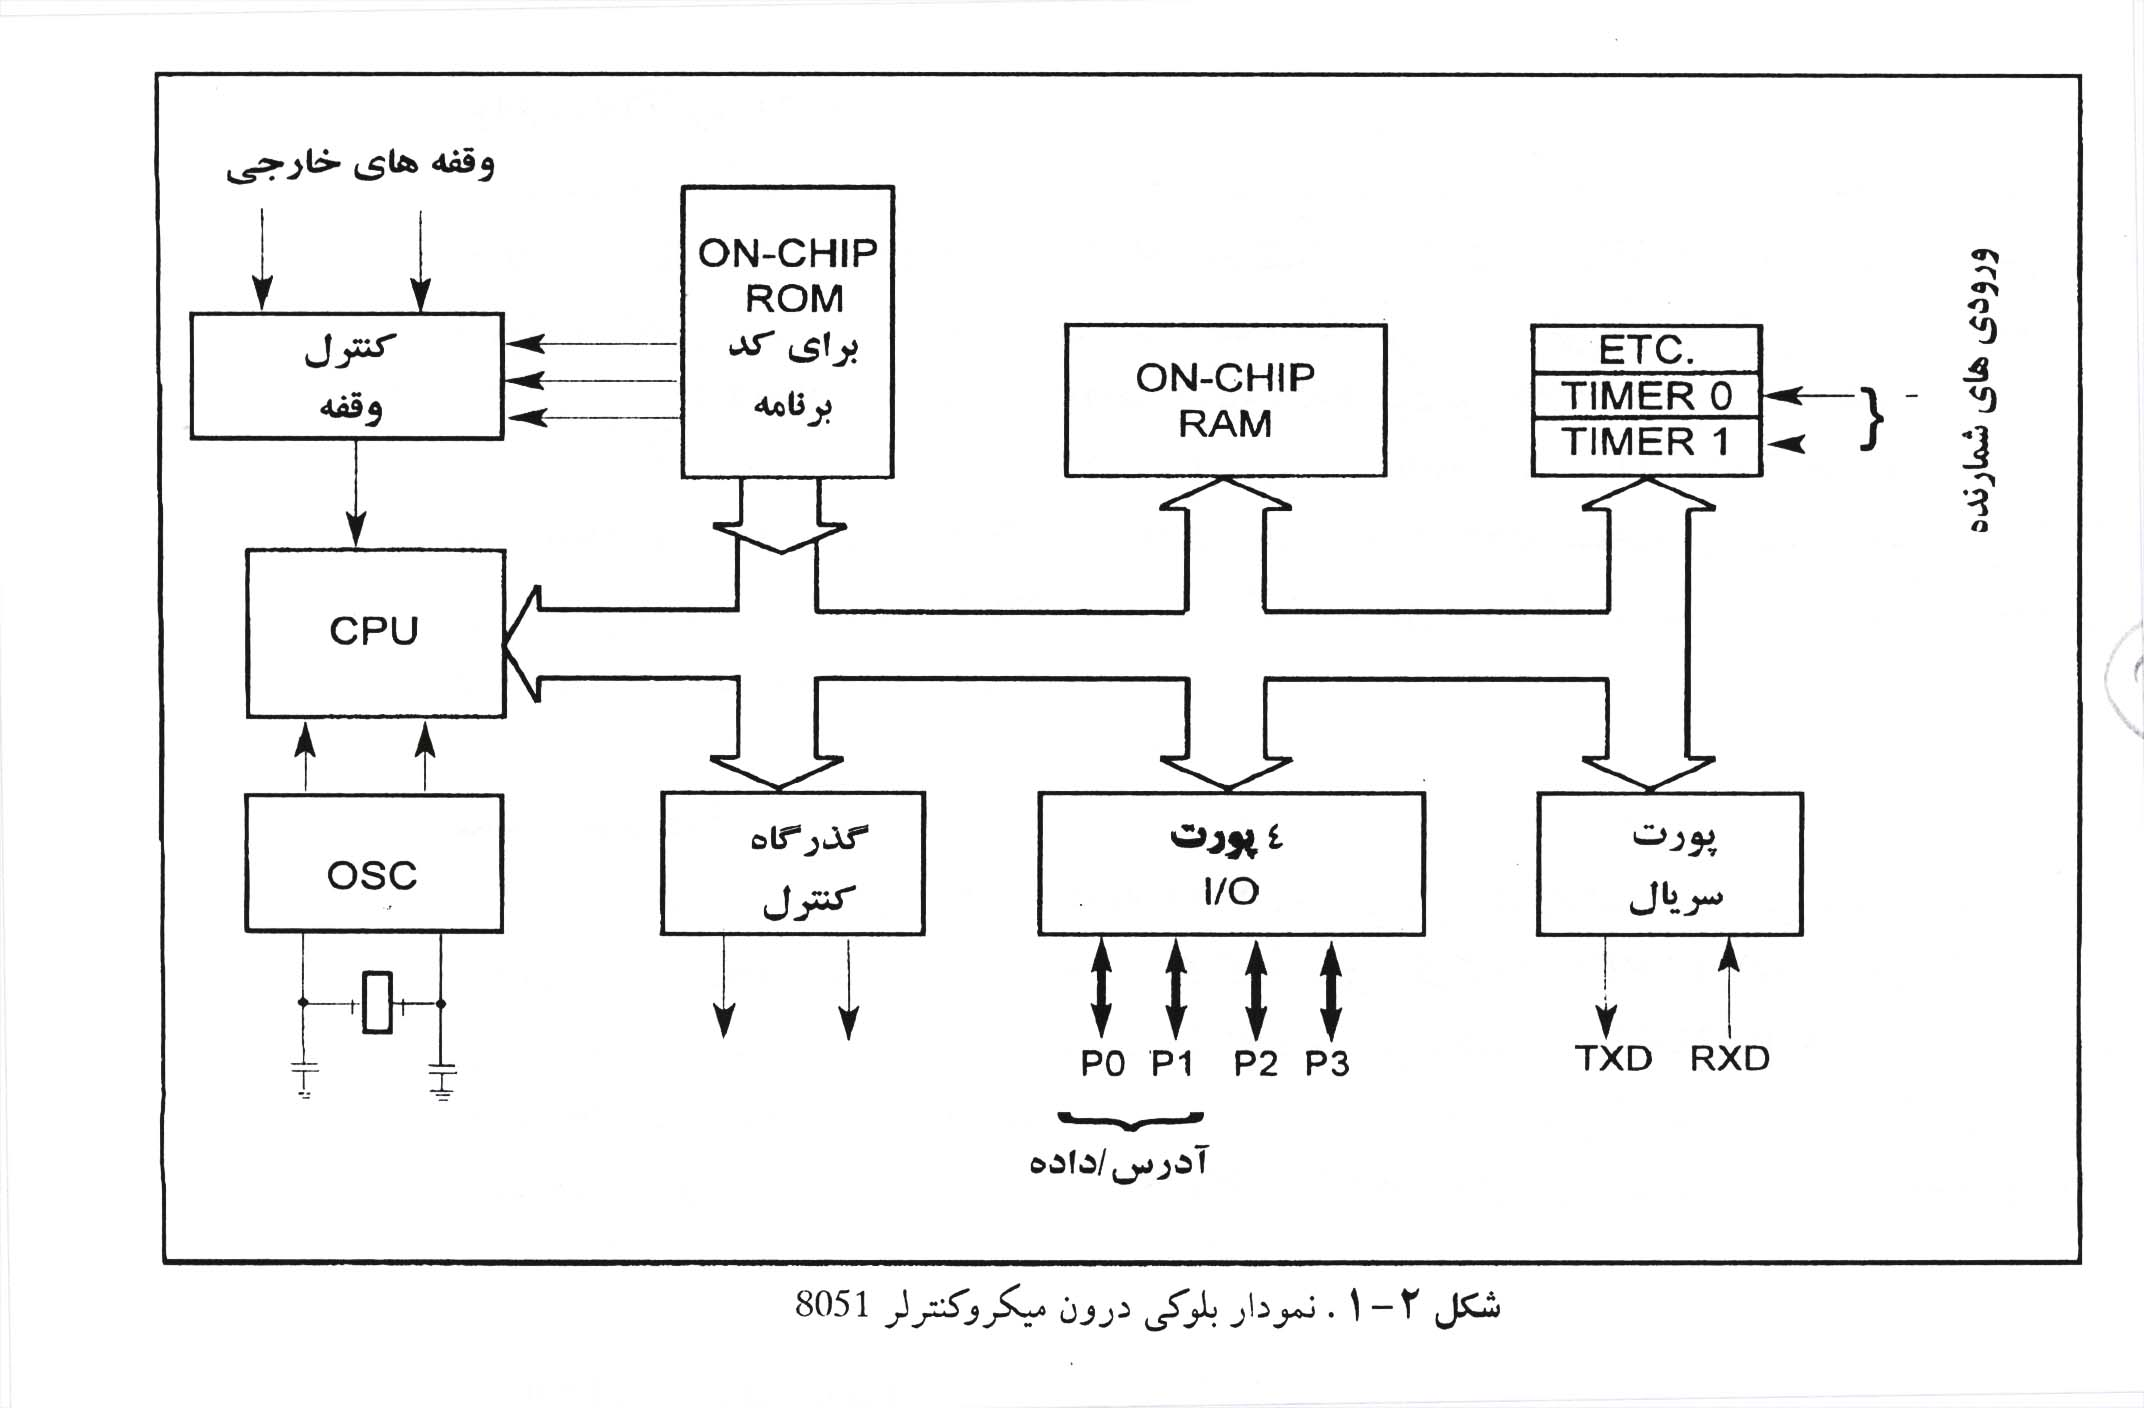 وقفه های خارجی
ON-CHIP
ROM
برای کد
برنامه
کنترل
وقفه
ON-CHIP
RAM
ETC.
TIMER 0
TIMER 1
ورودی های شمارنده
CPU
OSC
گذرگاه
کنترل
٤ پورت
I/O
پورت
سریال
P0 P1 P2 P3
TXD RXD
آدرس/داده
شکل ۲-۱. نمودار بلوکی درون میکروکنترلر 8051